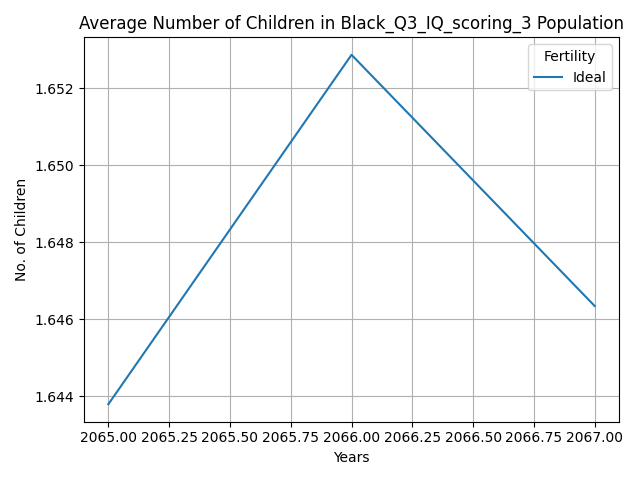 Average Number of Children in Black_Q3_IQ_scoring_3 Population
Fertility
Ideal
No. of Children
1.652
1.650
1.648
1.646
1.644
2065.00 2065.25 2065.50 2065.75 2066.00 2066.25 2066.50 2066.75 2067.00
Years